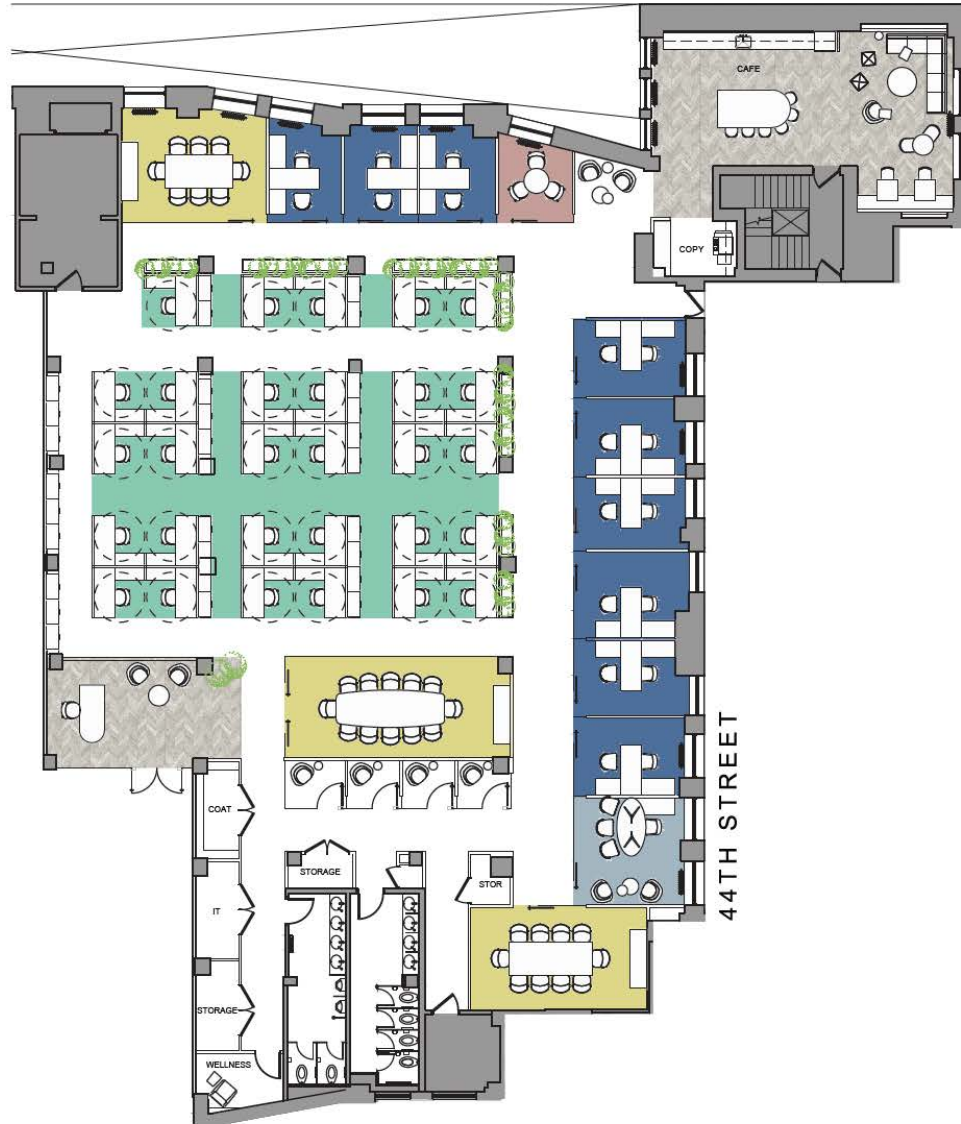 CAFE
COPY
44TH STREET
COAT
STORAGE
STOR
IT
STORAGE
WELLNESS